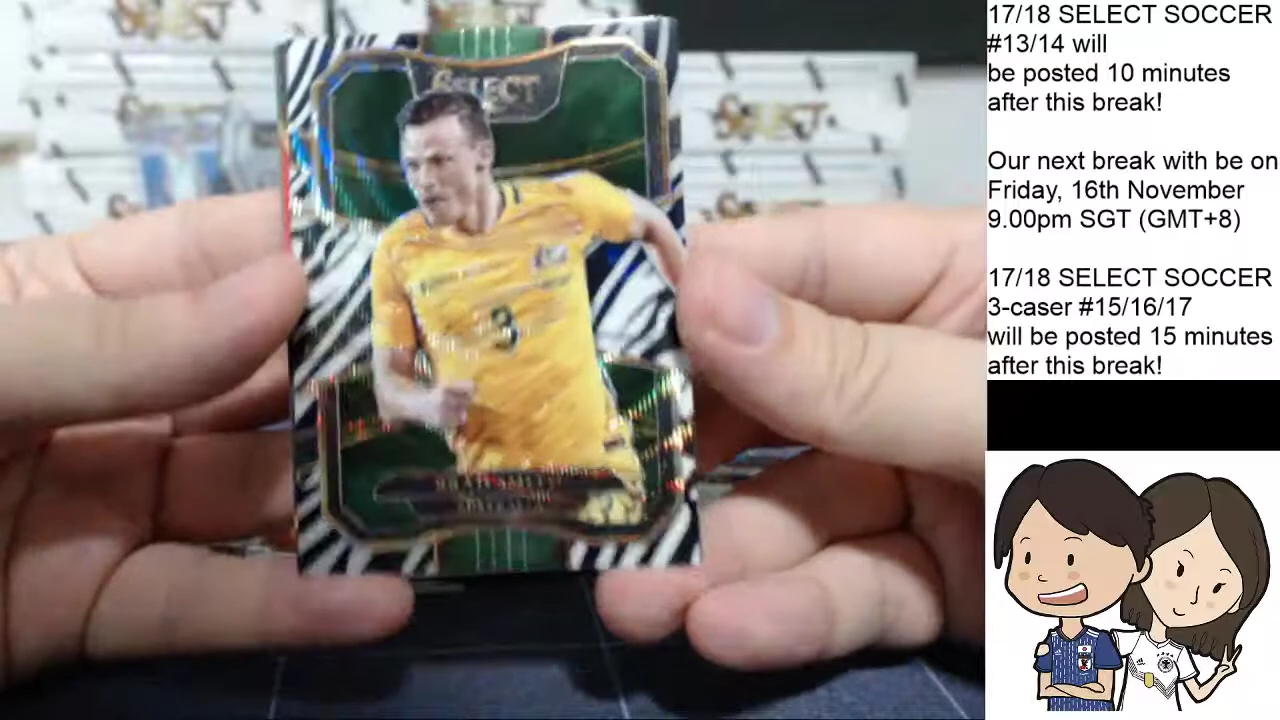 SELECT
3
BRAD SMITH
17/18 SELECT SOCCER
#13/14 will
be posted 10 minutes
after this break!
Our next break with be on
Friday, 16th November
9.00pm SGT (GMT+8)
17/18 SELECT SOCCER
3-caser #15/16/17
will be posted 15 minutes
after this break!